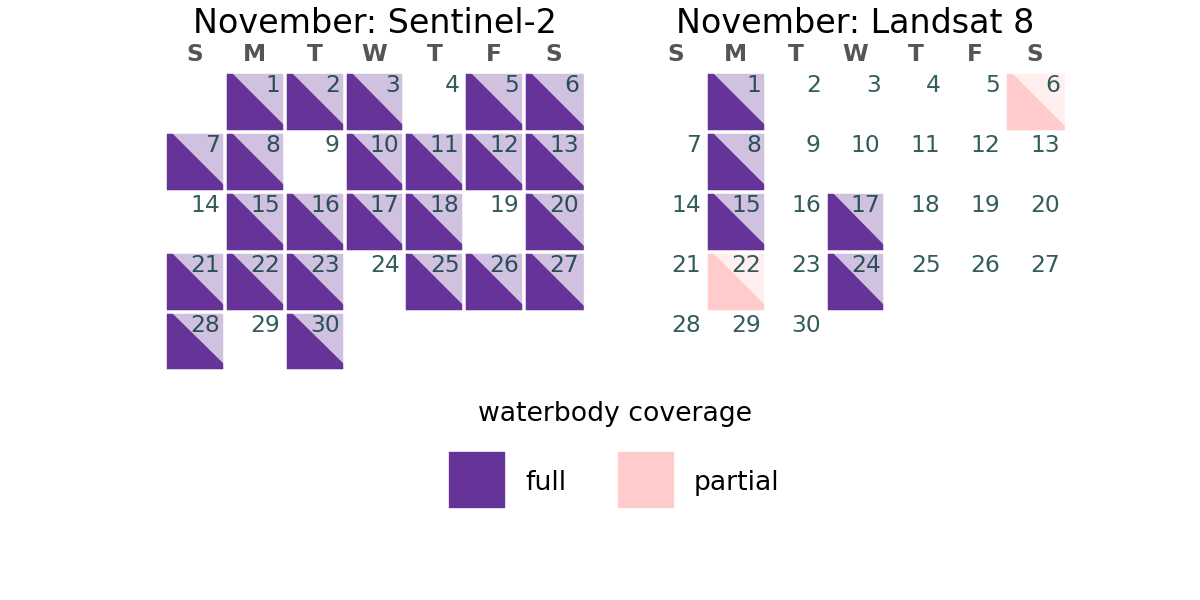 November: Sentinel-2
S M T W T F S
1 2 3 4 5 6
7 8 9 10 11 12 13
14 15 16 17 18 19 20
21 22 23 24 25 26 27
28 29 30
November: Landsat 8
S M T W T F S
1 2 3 4 5 6
7 8 9 10 11 12 13
14 15 16 17 18 19 20
21 22 23 24 25 26 27
28 29 30
waterbody coverage
full partial